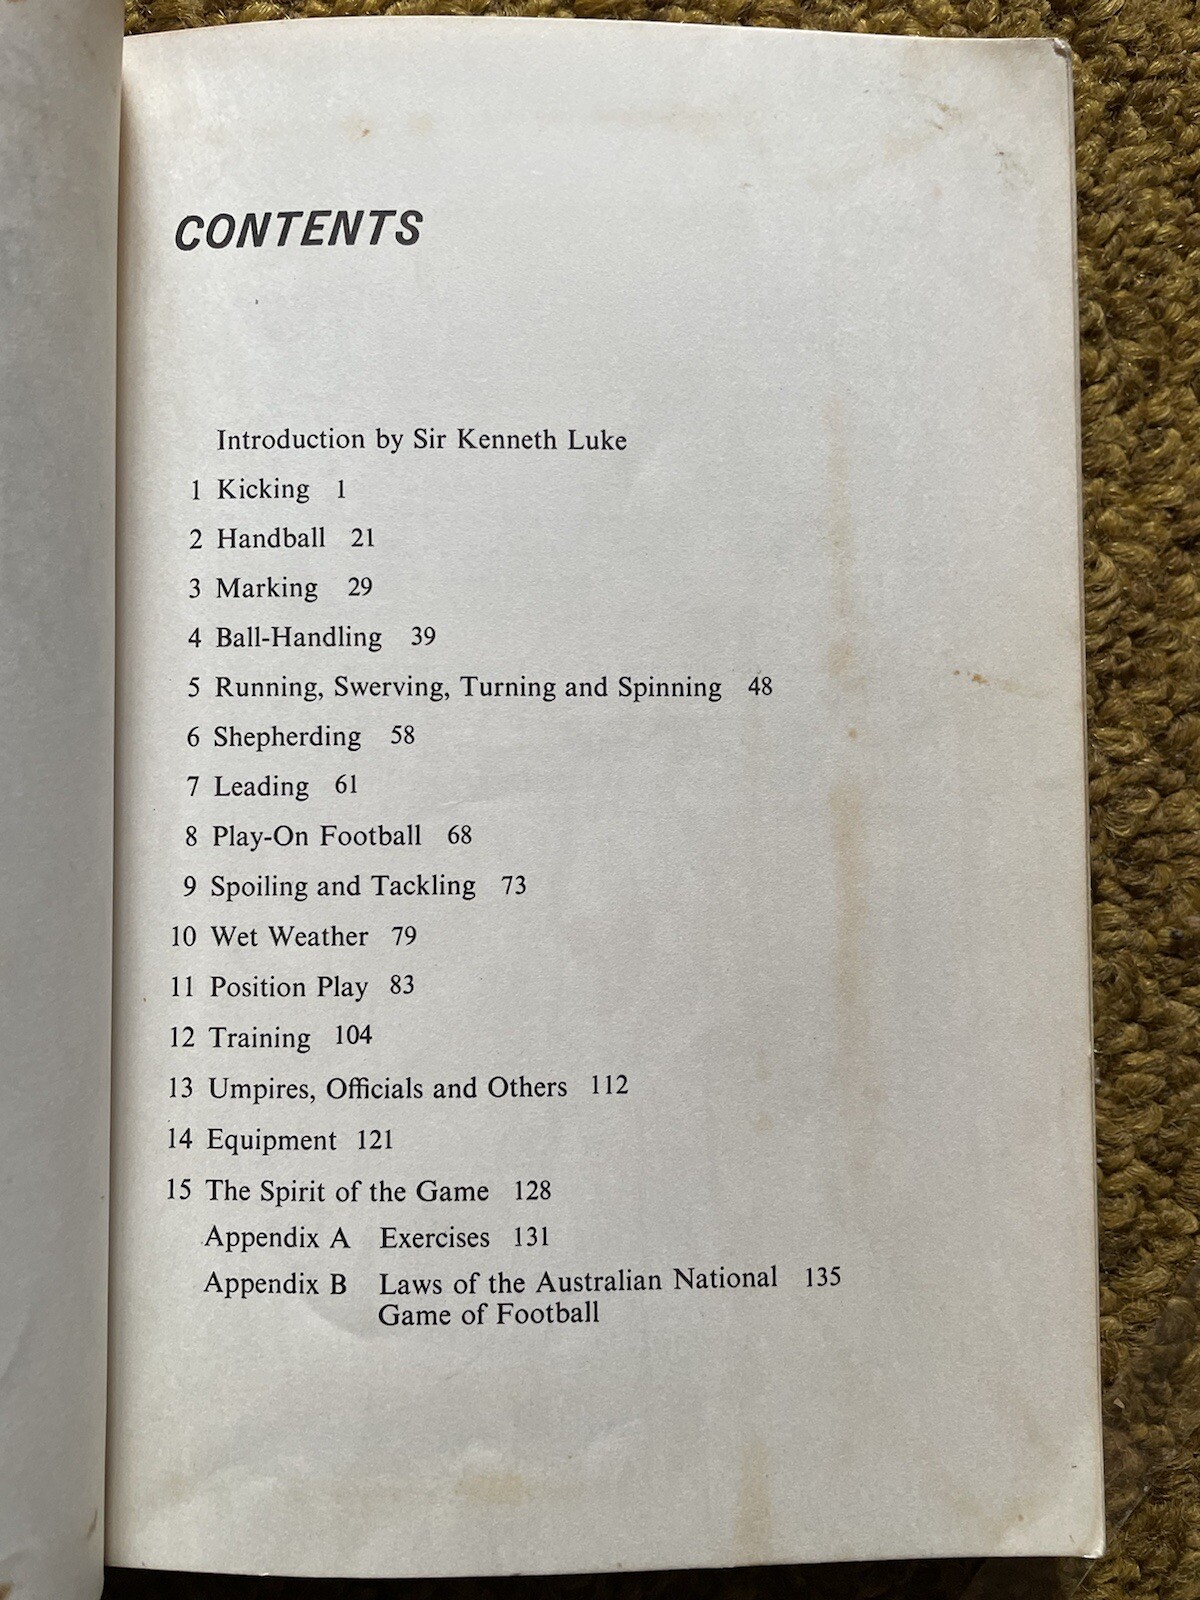 CONTENTS
Introduction by Sir Kenneth Luke
1 Kicking 1
2 Handball 21
3 Marking 29
4 Ball-Handling 39
5 Running, Swerving, Turning and Spinning 48
6 Shepherding 58
7 Leading 61
8 Play-On Football 68
9 Spoiling and Tackling 73
10 Wet Weather 79
11 Position Play 83
12 Training 104
13 Umpires, Officials and Others 112
14 Equipment 121
15 The Spirit of the Game 128
Appendix A Exercises 131
Appendix B Laws of the Australian National 135
Game of Football